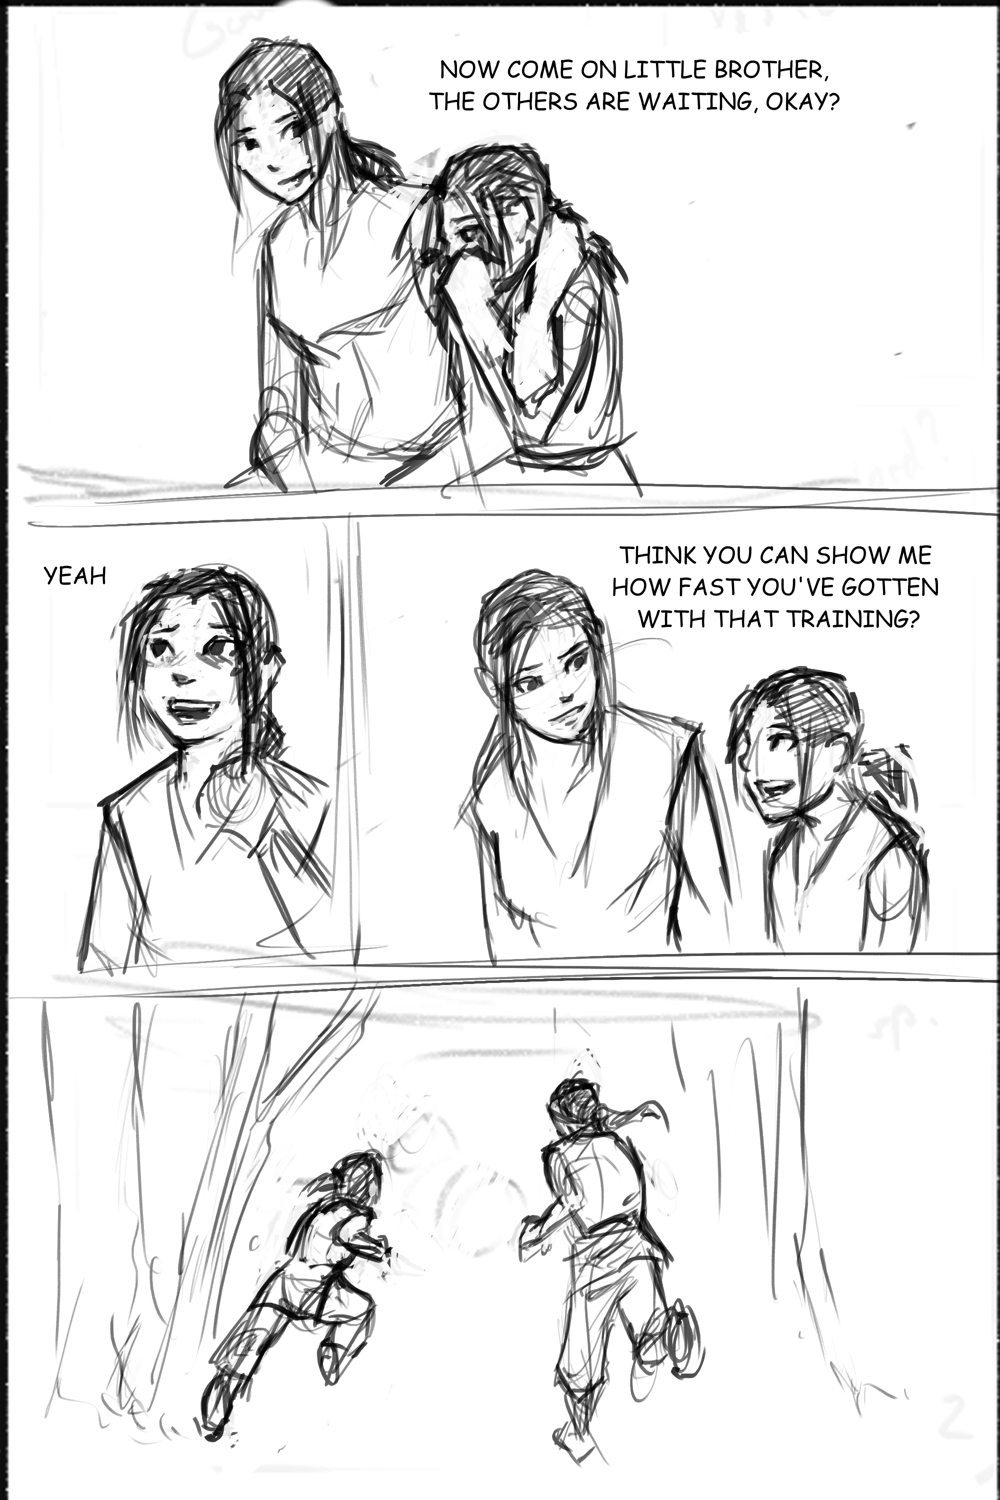 NOW COME ON LITTLE BROTHER,
THE OTHERS ARE WAITING, OKAY?
YEAH
THINK YOU CAN SHOW ME
HOW FAST YOU'VE GOTTEN
WITH THAT TRAINING?
2